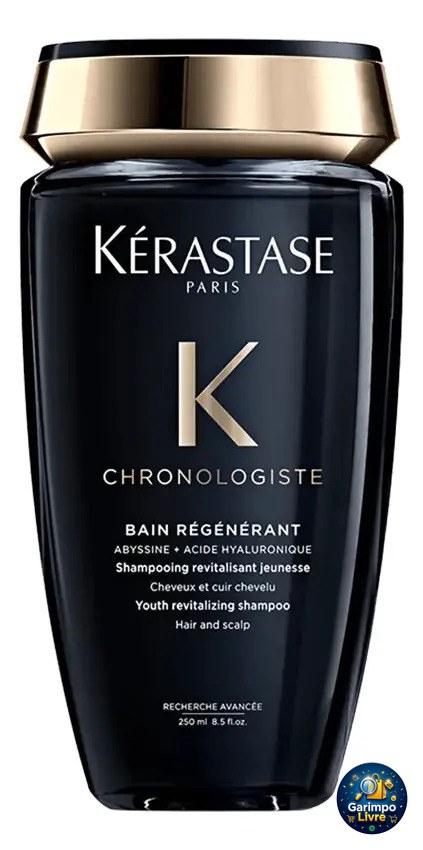 KÉRASTASE
PARIS
K
CHRONOLOGISTE
BAIN RÉGÉNÉRANT
ABYSSINE + ACIDE HYALURONIQUE
Shampooing revitalisant jeunesse
Cheveux et cuir chevelu
Youth revitalizing shampoo
Hair and scalp
RECHERCHE AVANCÉE
250 ml 8.5 fl.oz.
Garimpo
Livre